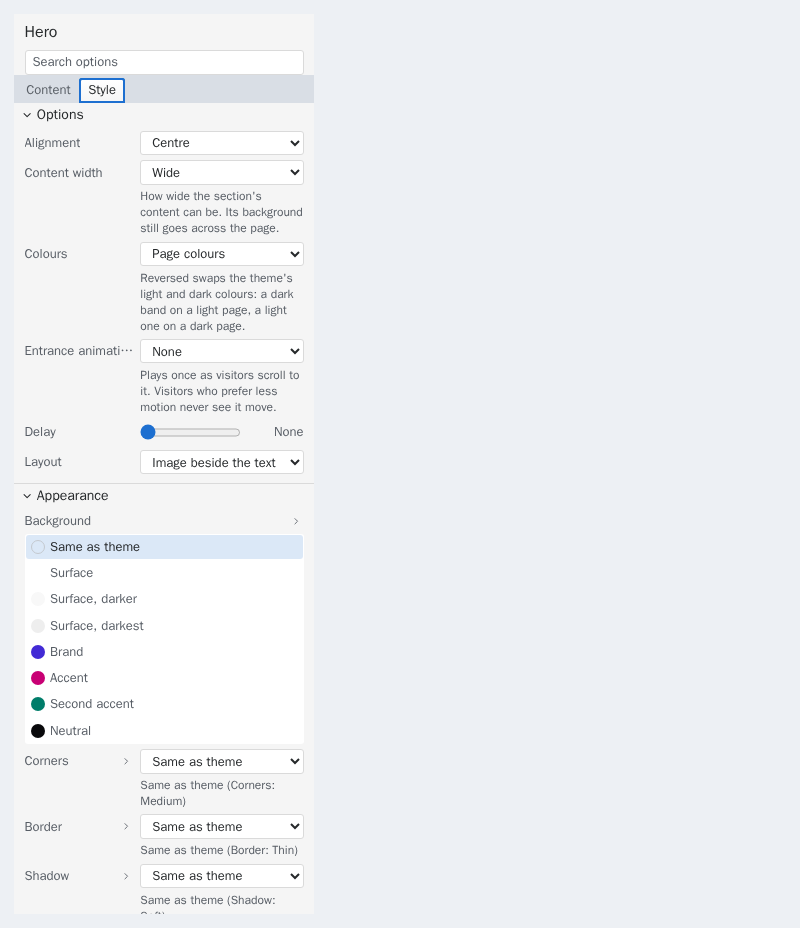 Hero
Search options
Content Style
Options
Alignment Centre
Content width Wide
How wide the section's
content can be. Its background
still goes across the page.
Colours Page colours
Reversed swaps the theme's
light and dark colours: a dark
band on a light page, a light
one on a dark page.
Entrance animati··· None
Plays once as visitors scroll to
it. Visitors who prefer less
motion never see it move.
Delay None
Layout Image beside the text
Appearance
Background
Same as theme
Surface
Surface, darker
Surface, darkest
Brand
Accent
Second accent
Neutral
Corners Same as theme
Same as theme (Corners:
Medium)
Border Same as theme
Same as theme (Border: Thin)
Shadow Same as theme
Same as theme (Shadow: